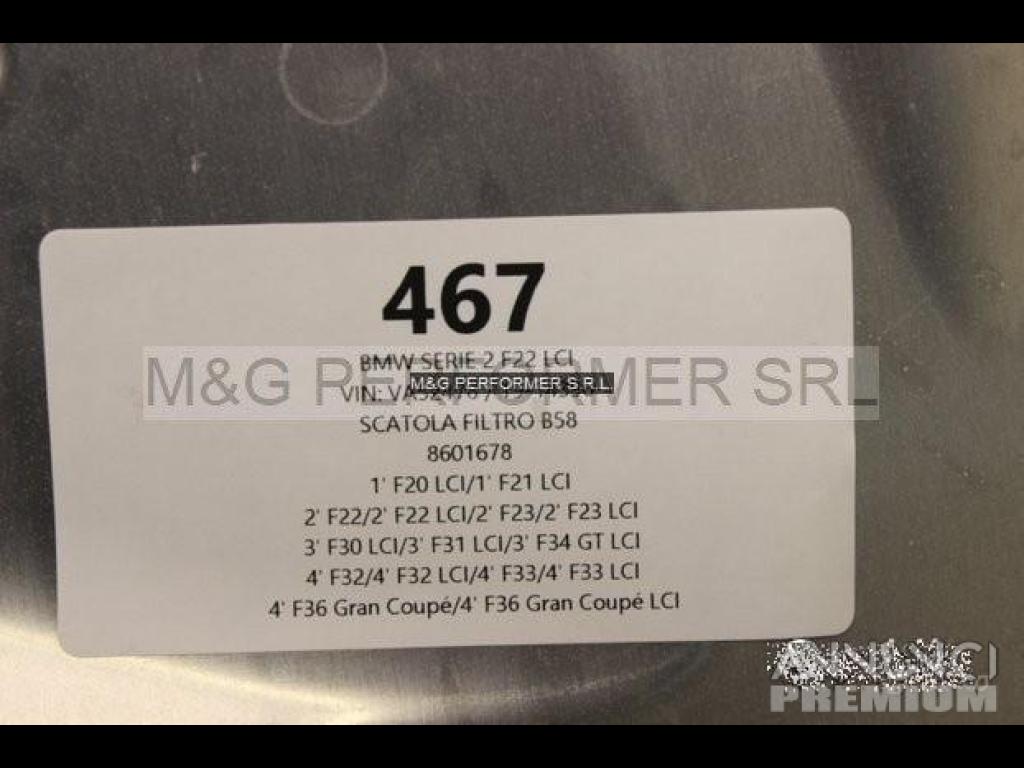 467
BMW SERIE 2 F22 LCI
M&G PERFORMER SRL
M&G PERFORMER S.R.L.
VIN:
SCATOLA FILTRO B58
8601678
1' F20 LCI/1' F21 LCI
2' F22/2' F22 LCI/2' F23/2' F23 LCI
3' F30 LCI/3' F31 LCI/3' F34 GT LCI
4' F32/4' F32 LCI/4' F33/4' F33 LCI
4' F36 Gran Coupé/4' F36 Gran Coupé LCI
ANNUNCI
PREMIUM